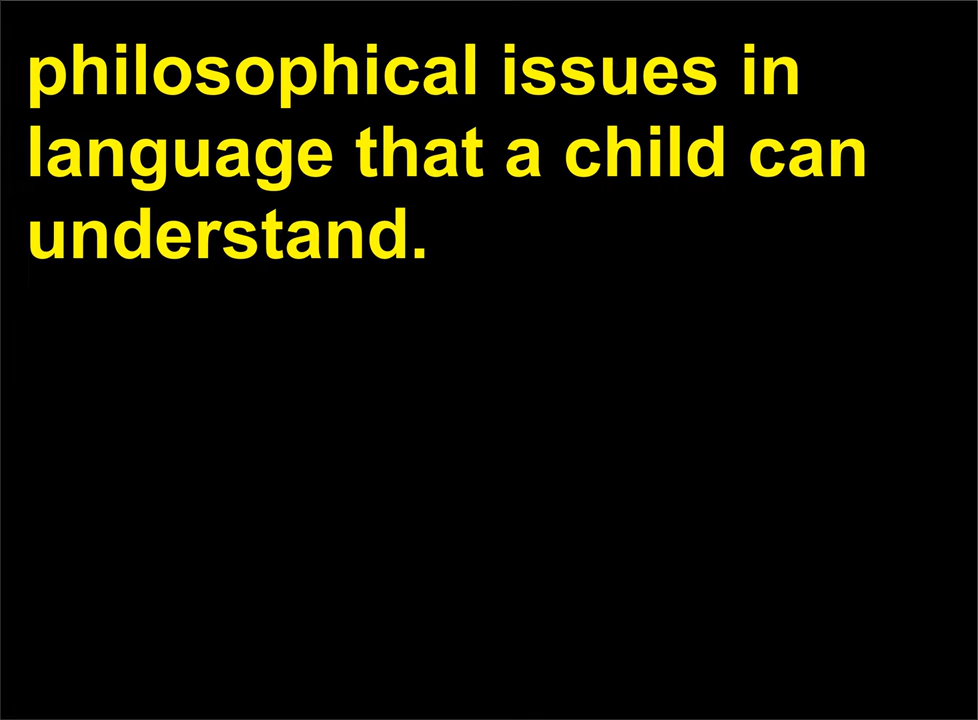 philosophical issues in
language that a child can
understand.